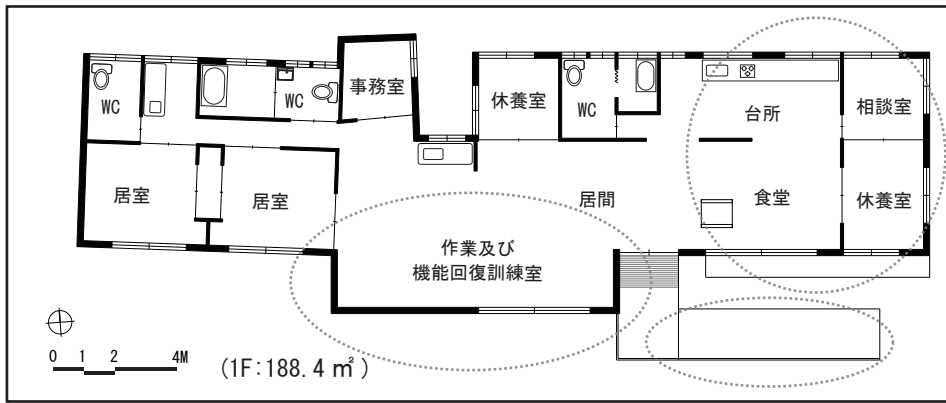 WC
WC
事務室
休養室
WC
台所
相談室
居室
居室
居間
食堂
休養室
作業及び
機能回復訓練室
0 1 2 4M
(1F:188.4 ㎡)